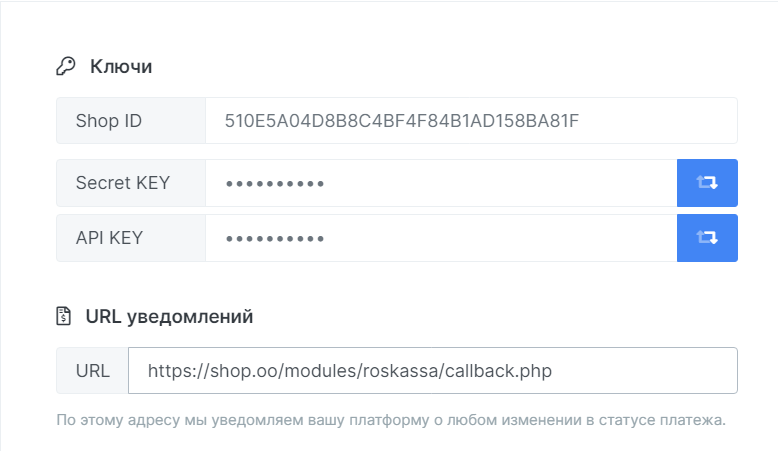 Ключи
Shop ID 510E5A04D8B8C4BF4F84B1AD158BA81F
Secret KEY ••••••••••
API KEY ••••••••••
URL уведомлений
URL https://shop.oo/modules/roskassa/callback.php
По этому адресу мы уведомляем вашу платформу о любом изменении в статусе платежа.